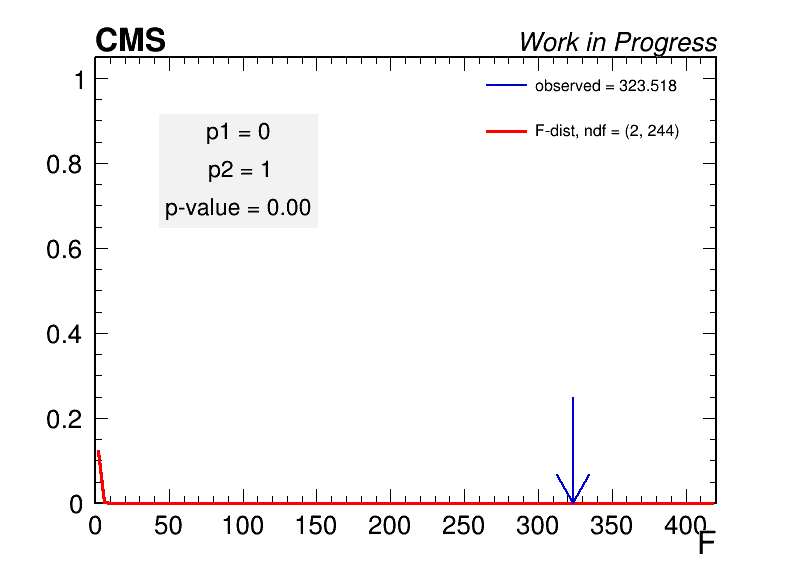 CMS
Work in Progress
observed = 323.518
F-dist, ndf = (2, 244)
p1 = 0
p2 = 1
p-value = 0.00
1
0.8
0.6
0.4
0.2
0
0 50 100 150 200 250 300 350 400
F